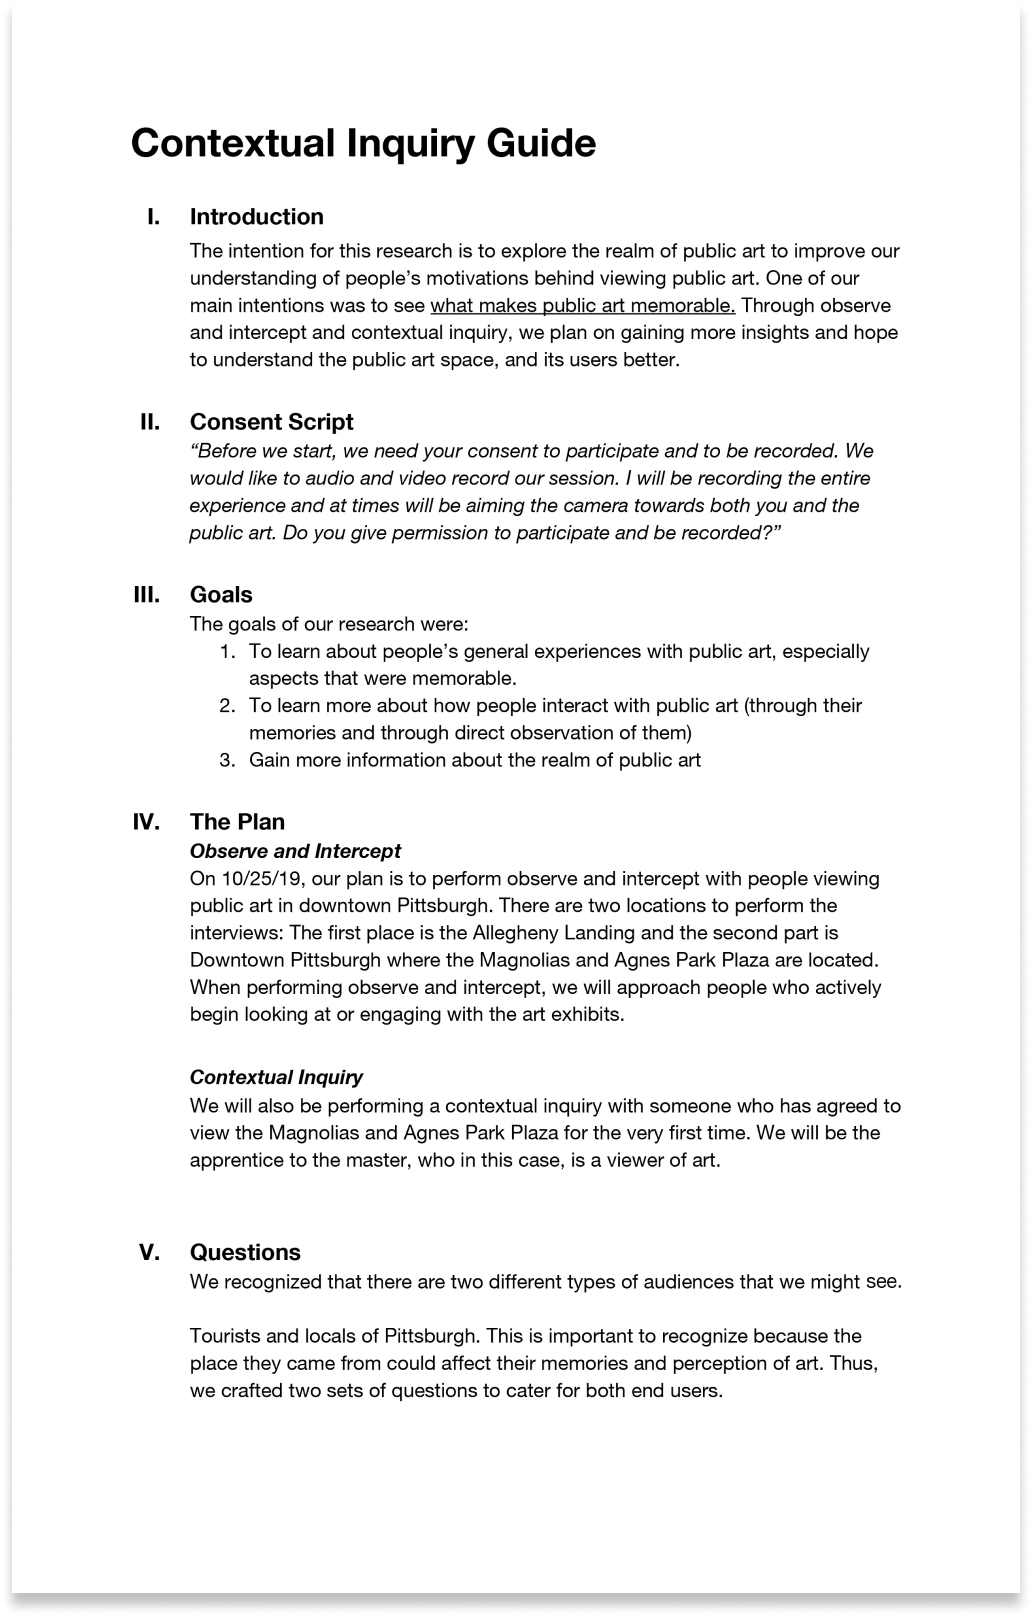 Contextual Inquiry Guide
I. Introduction
The intention for this research is to explore the realm of public art to improve our
understanding of people’s motivations behind viewing public art. One of our
main intentions was to see what makes public art memorable. Through observe
and intercept and contextual inquiry, we plan on gaining more insights and hope
to understand the public art space, and its users better.
II. Consent Script
“Before we start, we need your consent to participate and to be recorded. We
would like to audio and video record our session. I will be recording the entire
experience and at times will be aiming the camera towards both you and the
public art. Do you give permission to participate and be recorded?”
III. Goals
The goals of our research were:
1. To learn about people’s general experiences with public art, especially
aspects that were memorable.
2. To learn more about how people interact with public art (through their
memories and through direct observation of them)
3. Gain more information about the realm of public art
IV. The Plan
Observe and Intercept
On 10/25/19, our plan is to perform observe and intercept with people viewing
public art in downtown Pittsburgh. There are two locations to perform the
interviews: The first place is the Allegheny Landing and the second part is
Downtown Pittsburgh where the Magnolias and Agnes Park Plaza are located.
When performing observe and intercept, we will approach people who actively
begin looking at or engaging with the art exhibits.
Contextual Inquiry
We will also be performing a contextual inquiry with someone who has agreed to
view the Magnolias and Agnes Park Plaza for the very first time. We will be the
apprentice to the master, who in this case, is a viewer of art.
V. Questions
We recognized that there are two different types of audiences that we might see.
Tourists and locals of Pittsburgh. This is important to recognize because the
place they came from could affect their memories and perception of art. Thus,
we crafted two sets of questions to cater for both end users.